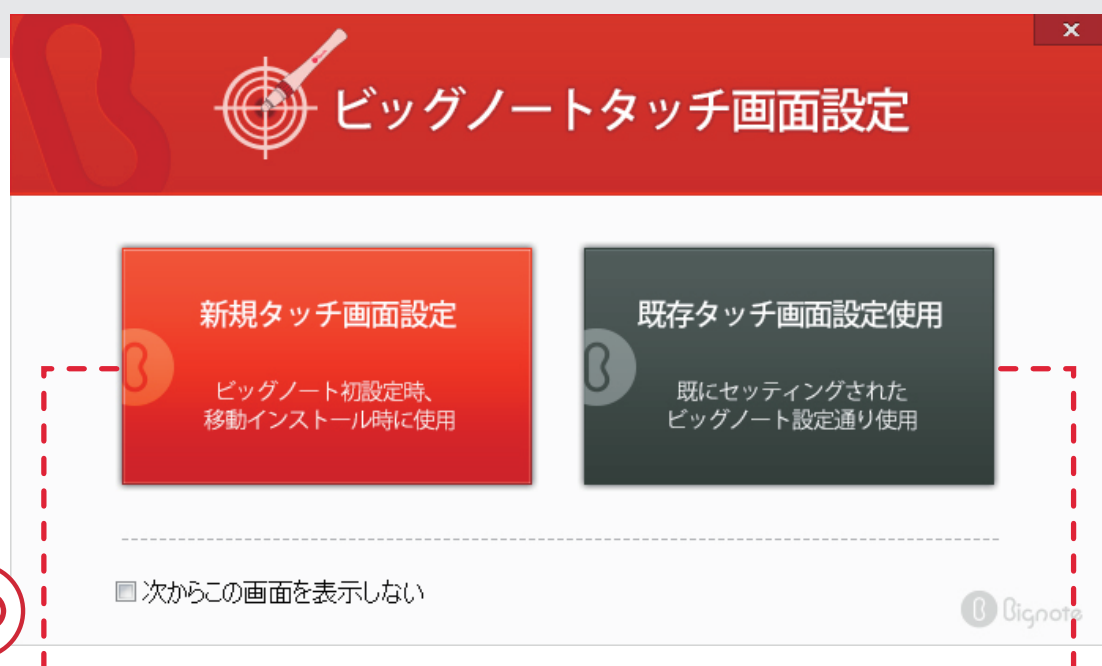 x
ビッグノートタッチ画面設定
新規タッチ画面設定
ビッグノート初設定時、
移動インストール時に使用
既存タッチ画面設定使用
既にセッティングされた
ビッグノート設定通り使用
次からこの画面を表示しない
Bignote